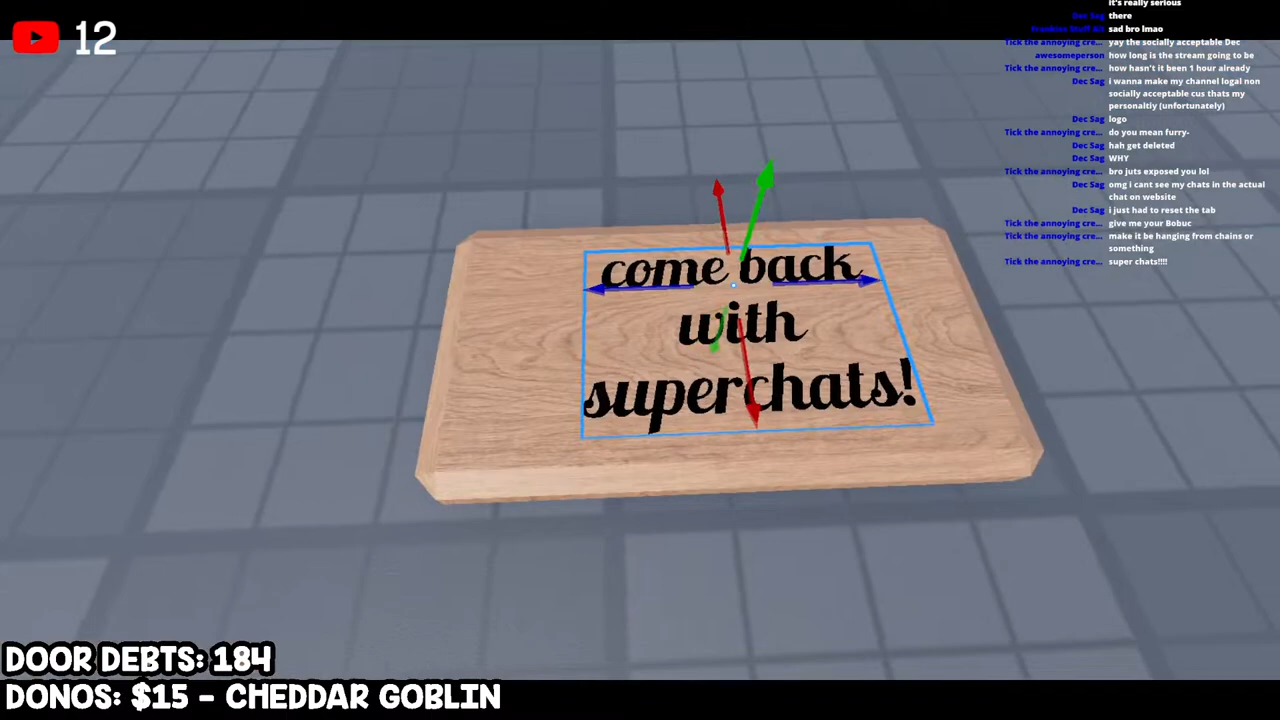 12
it's really serious
Dec Sag there
Frankies Stuff Alt sad bro lmao
Tick the annoying cre... yay the socially acceptable Dec
awesomeperson how long is the stream going to be
Tick the annoying cre... how hasn't it been 1 hour already
Dec Sag i wanna make my channel logal non
socially acceptable cus thats my
personaltiy (unfortunately)
Dec Sag logo
Tick the annoying cre... do you mean furry-
Dec Sag hah get deleted
Dec Sag WHY
Tick the annoying cre... bro juts exposed you lol
Dec Sag omg i cant see my chats in the actual
chat on website
Dec Sag i just had to reset the tab
Tick the annoying cre... give me your Bobuc
Tick the annoying cre... make it be hanging from chains or
something
Tick the annoying cre... super chats!!!!
come back
with
superchats!
DOOR DEBTS: 184
DONOS: $15 - CHEDDAR GOBLIN